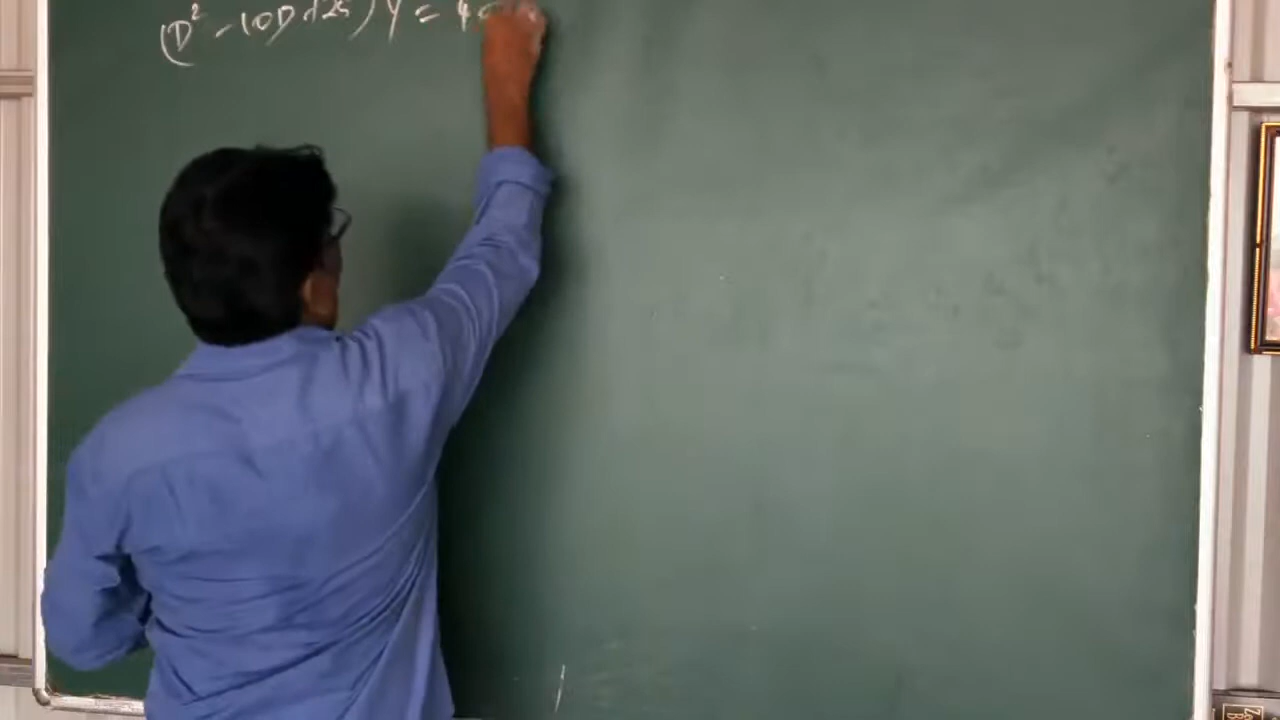 (D² - 10D + 25) y = 4